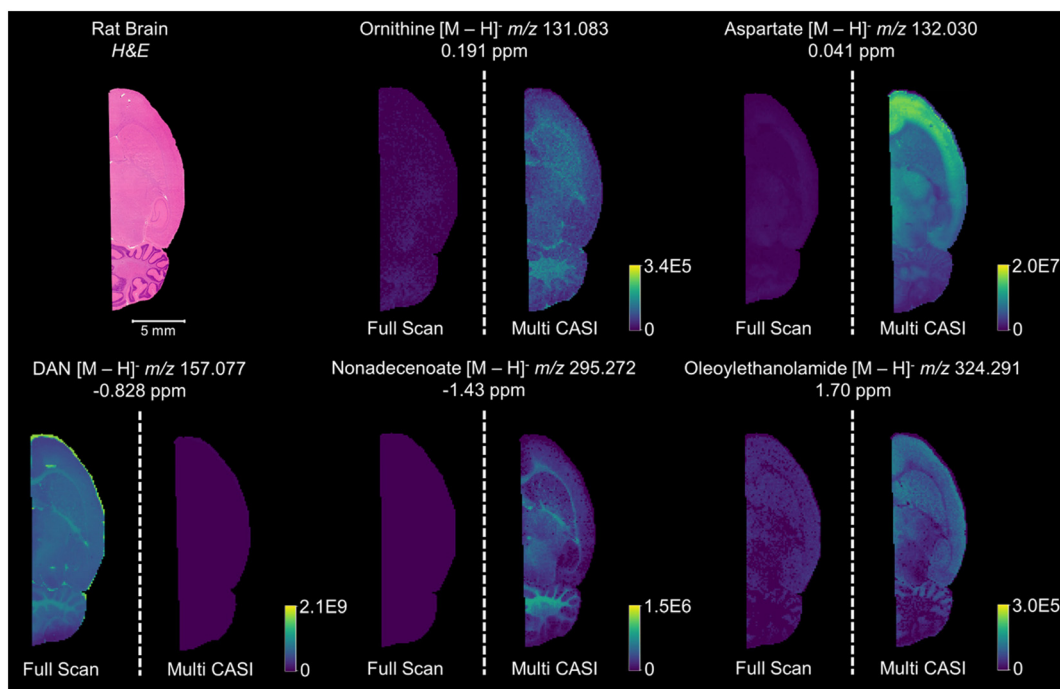 Rat Brain
H&E
5 mm
Ornithine [M – H]⁻ m/z 131.083
0.191 ppm
Full Scan
Multi CASI
3.4E5
0
Aspartate [M – H]⁻ m/z 132.030
0.041 ppm
Full Scan
Multi CASI
2.0E7
0
DAN [M – H]⁻ m/z 157.077
-0.828 ppm
Full Scan
Multi CASI
2.1E9
0
Nonadecenoate [M – H]⁻ m/z 295.272
-1.43 ppm
Full Scan
Multi CASI
1.5E6
0
Oleoylethanolamide [M – H]⁻ m/z 324.291
1.70 ppm
Full Scan
Multi CASI
3.0E5
0